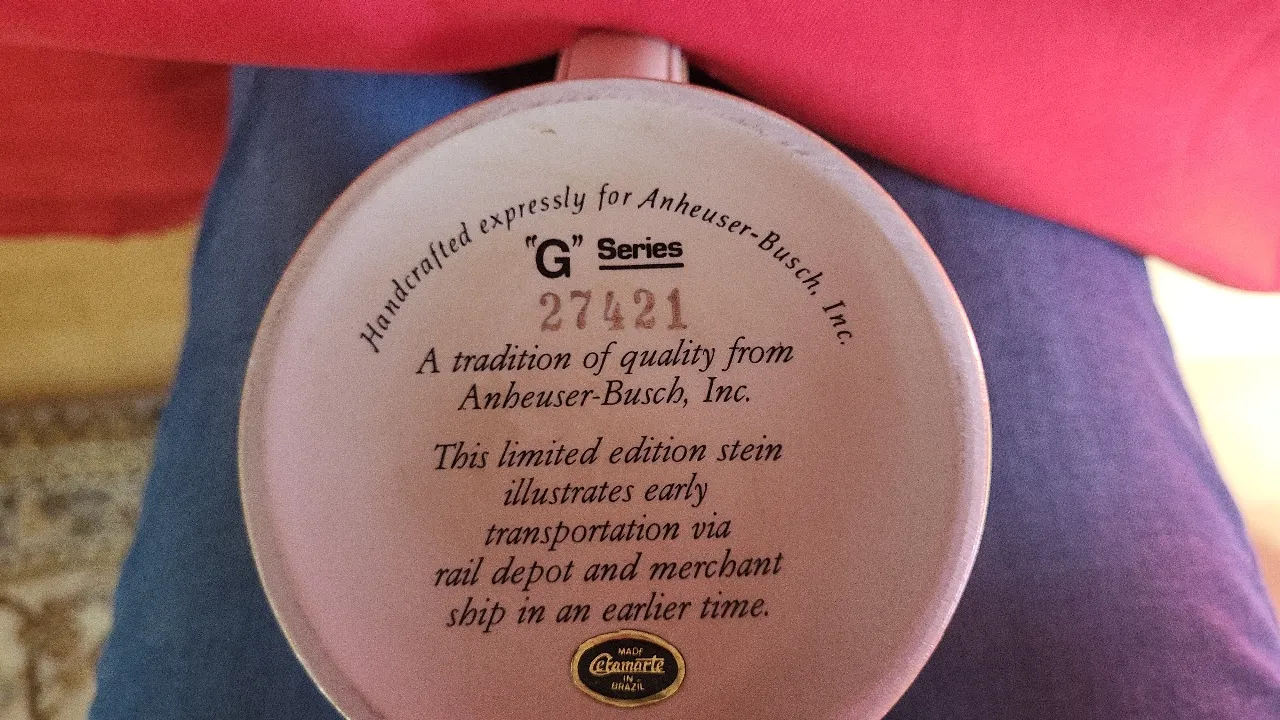 Handcrafted expressly for Anheuser-Busch, Inc.
"G" Series
27421
A tradition of quality from
Anheuser-Busch, Inc.
This limited edition stein
illustrates early
transportation via
rail depot and merchant
ship in an earlier time.
MADE
Ceramarte
IN
BRAZIL